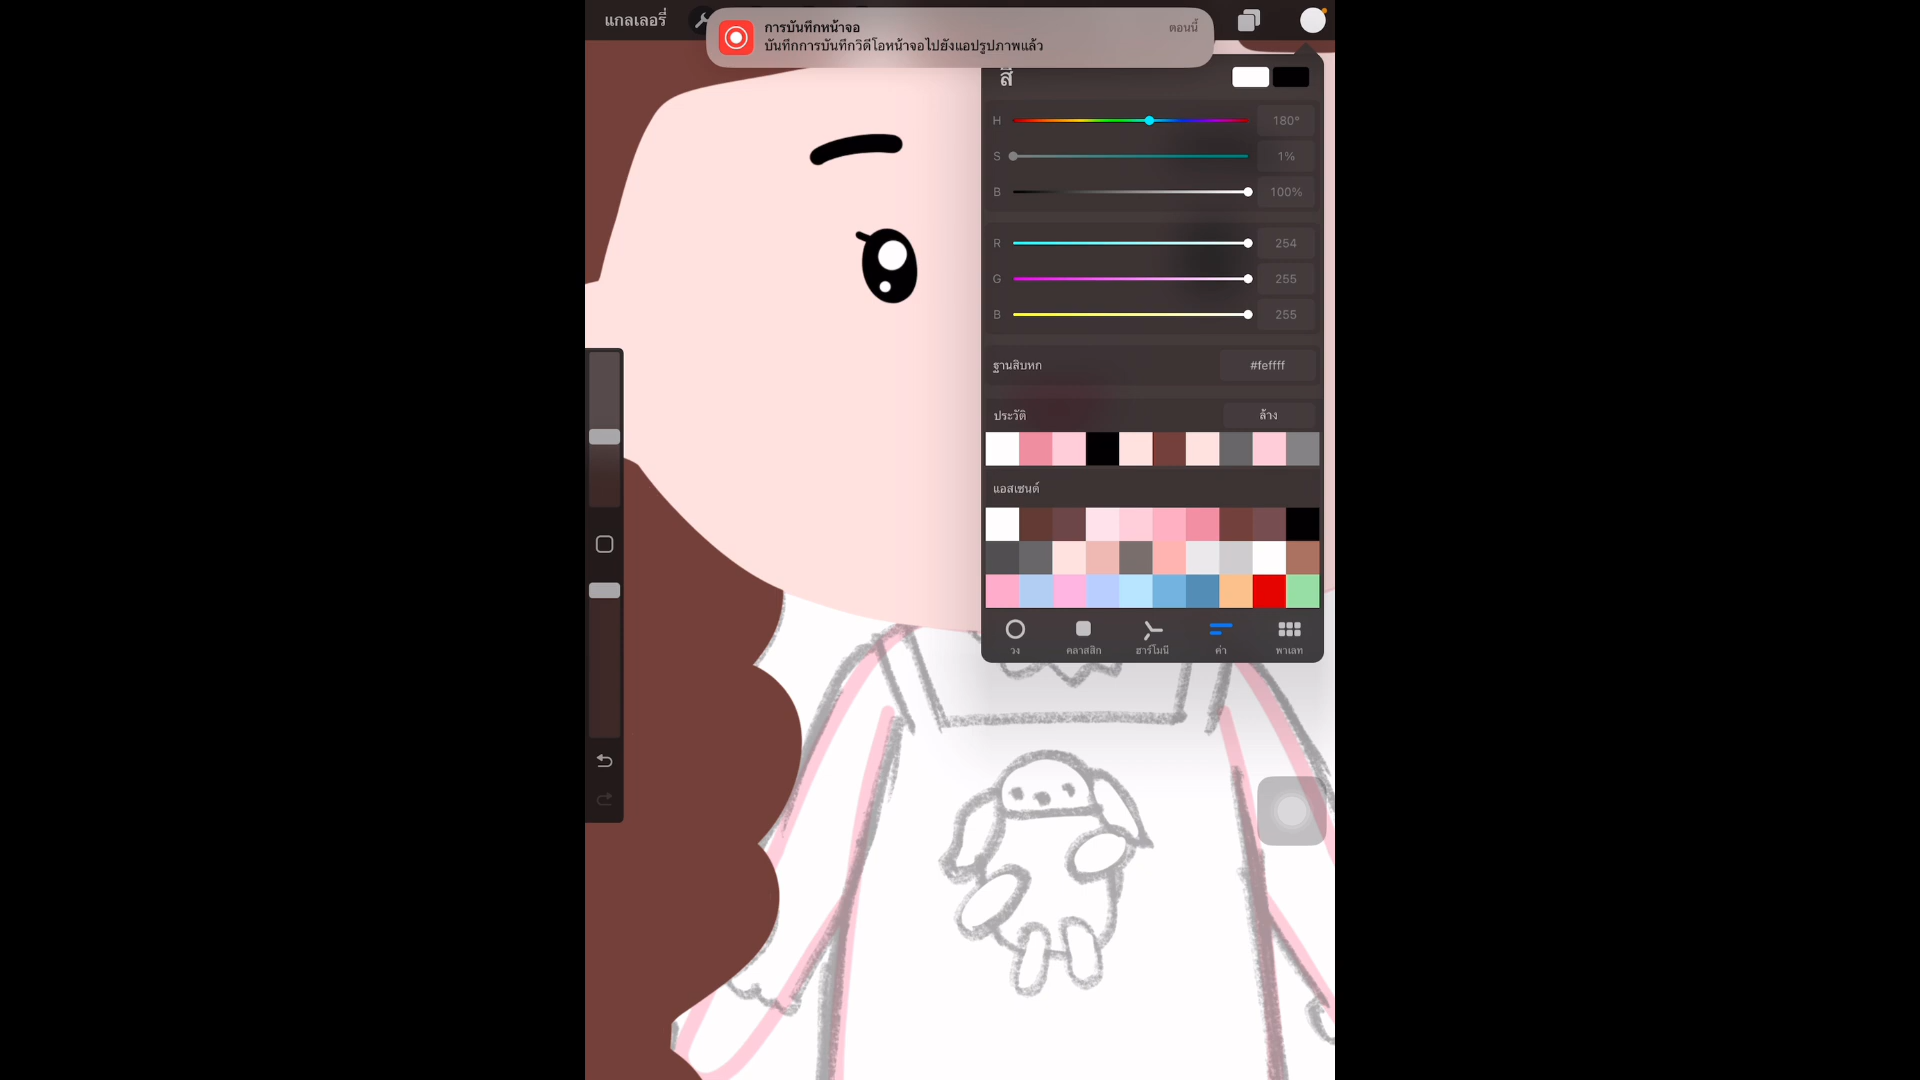 แกลเลอรี่
การบันทึกหน้าจอ
ตอนนี้
บันทึกการบันทึกวิดีโอหน้าจอไปยังแอปรูปภาพแล้ว
สี
H 180°
S 1%
B 100%
R 254
G 255
B 255
ฐานสิบหก #feffff
ประวัติ ล้าง
แอสเซนต์
วง คลาสสิก ฮาร์โมนี ค่า พาเลท